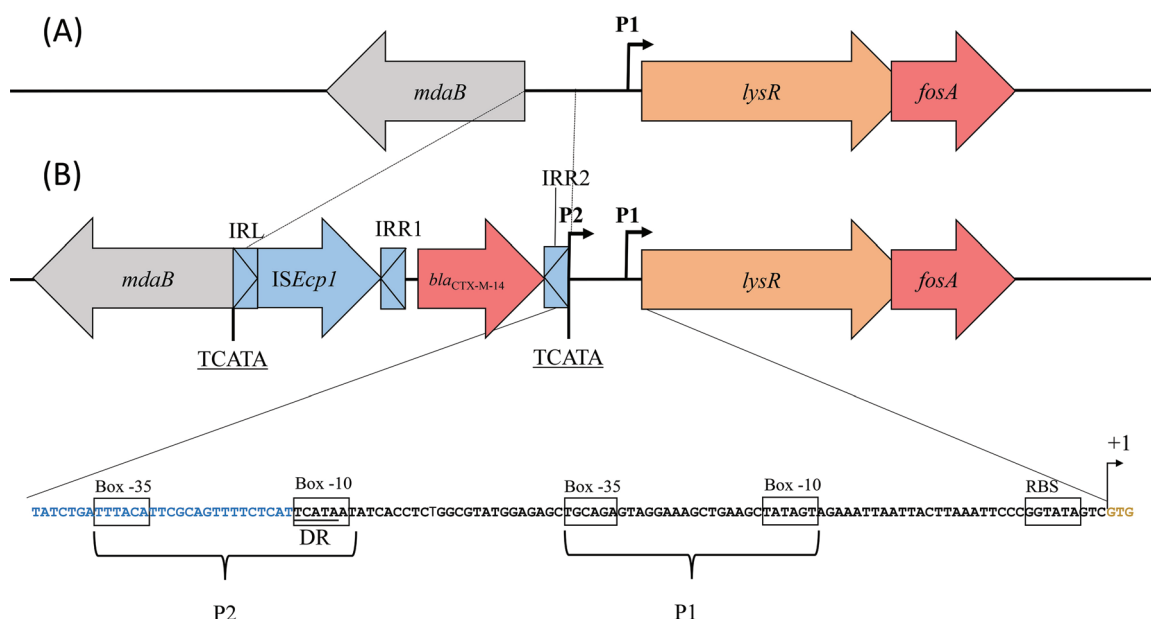 (A)
P1
mdaB
lysR
fosA
(B)
IRR2
IRL
IRR1
P2
P1
mdaB
ISEcp1
blaCTX-M-14
lysR
fosA
TCATA
TCATA
+1
Box -35
Box -10
Box -35
Box -10
RBS
TATCTGATTTACATTCGCAGTTTTCTCATTCATAATATCACCTCTGGCGTATGGAGAGCTGCAGAGTAGGAAAGCTGAAGCTATAGTAGAAATTAATTACTTAAATTCCCGGTATAGTCGTG
DR
P2
P1